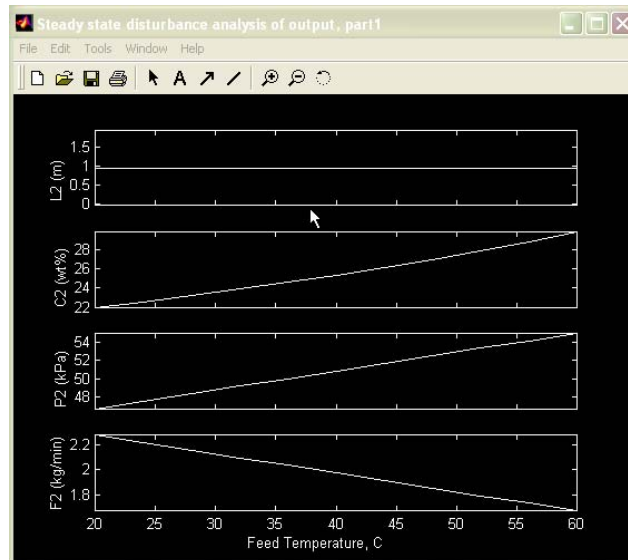 Steady state disturbance analysis of output, part1
File Edit Tools Window Help
A
L2 (m)
1.5
1
0.5
0
C2 (wt%)
28
26
24
22
P2 (kPa)
54
52
50
48
F2 (kg/min)
2.2
2
1.8
20 25 30 35 40 45 50 55 60
Feed Temperature, C